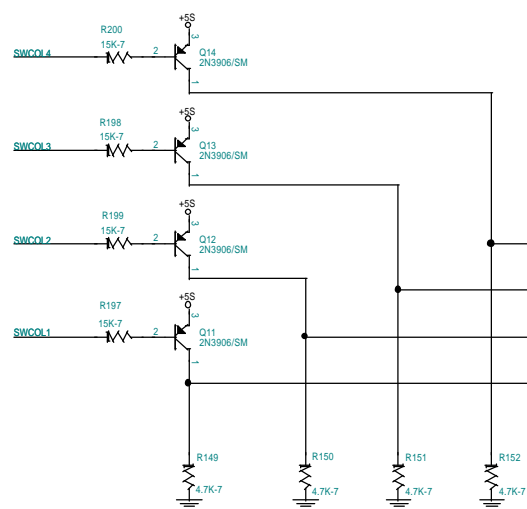 +5S
R200
15K-7
SWCOL4
2
3
Q14
2N3906/SM
1
+5S
R198
15K-7
SWCOL3
2
3
Q13
2N3906/SM
1
+5S
R199
15K-7
SWCOL2
2
3
Q12
2N3906/SM
1
+5S
R197
15K-7
SWCOL1
2
3
Q11
2N3906/SM
1
R149
4.7K-7
R150
4.7K-7
R151
4.7K-7
R152
4.7K-7